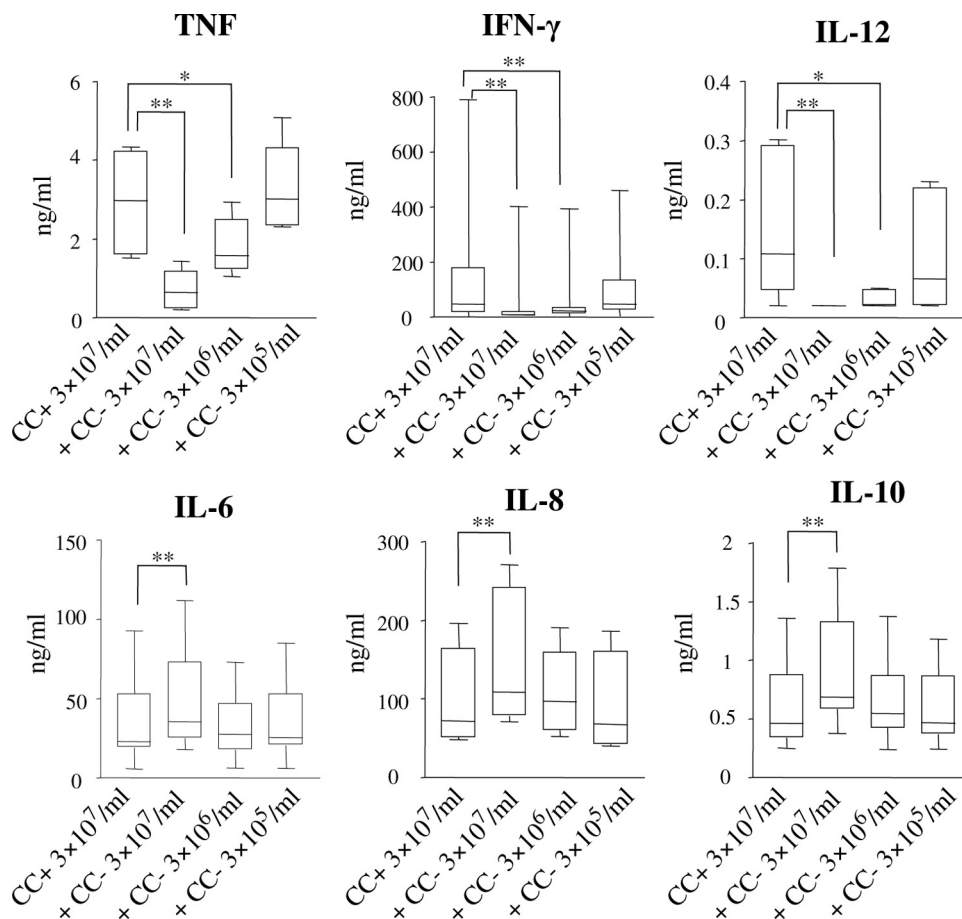 TNF
IFN-γ
IL-12
ng/ml
6
4
2
0
*
**
CC+ 3×10⁷/ml
+ CC- 3×10⁷/ml
+ CC- 3×10⁶/ml
+ CC- 3×10⁵/ml
800
600
400
200
0
**
**
CC+ 3×10⁷/ml
+ CC- 3×10⁷/ml
+ CC- 3×10⁶/ml
+ CC- 3×10⁵/ml
ng/ml
0.4
0.3
0.2
0.1
0
*
**
CC+ 3×10⁷/ml
+ CC- 3×10⁷/ml
+ CC- 3×10⁶/ml
+ CC- 3×10⁵/ml
IL-6
IL-8
IL-10
ng/ml
150
100
50
0
**
CC+ 3×10⁷/ml
+ CC- 3×10⁷/ml
+ CC- 3×10⁶/ml
+ CC- 3×10⁵/ml
ng/ml
300
200
100
0
**
CC+ 3×10⁷/ml
+ CC- 3×10⁷/ml
+ CC- 3×10⁶/ml
+ CC- 3×10⁵/ml
ng/ml
2
1.5
1
0.5
0
**
CC+ 3×10⁷/ml
+ CC- 3×10⁷/ml
+ CC- 3×10⁶/ml
+ CC- 3×10⁵/ml